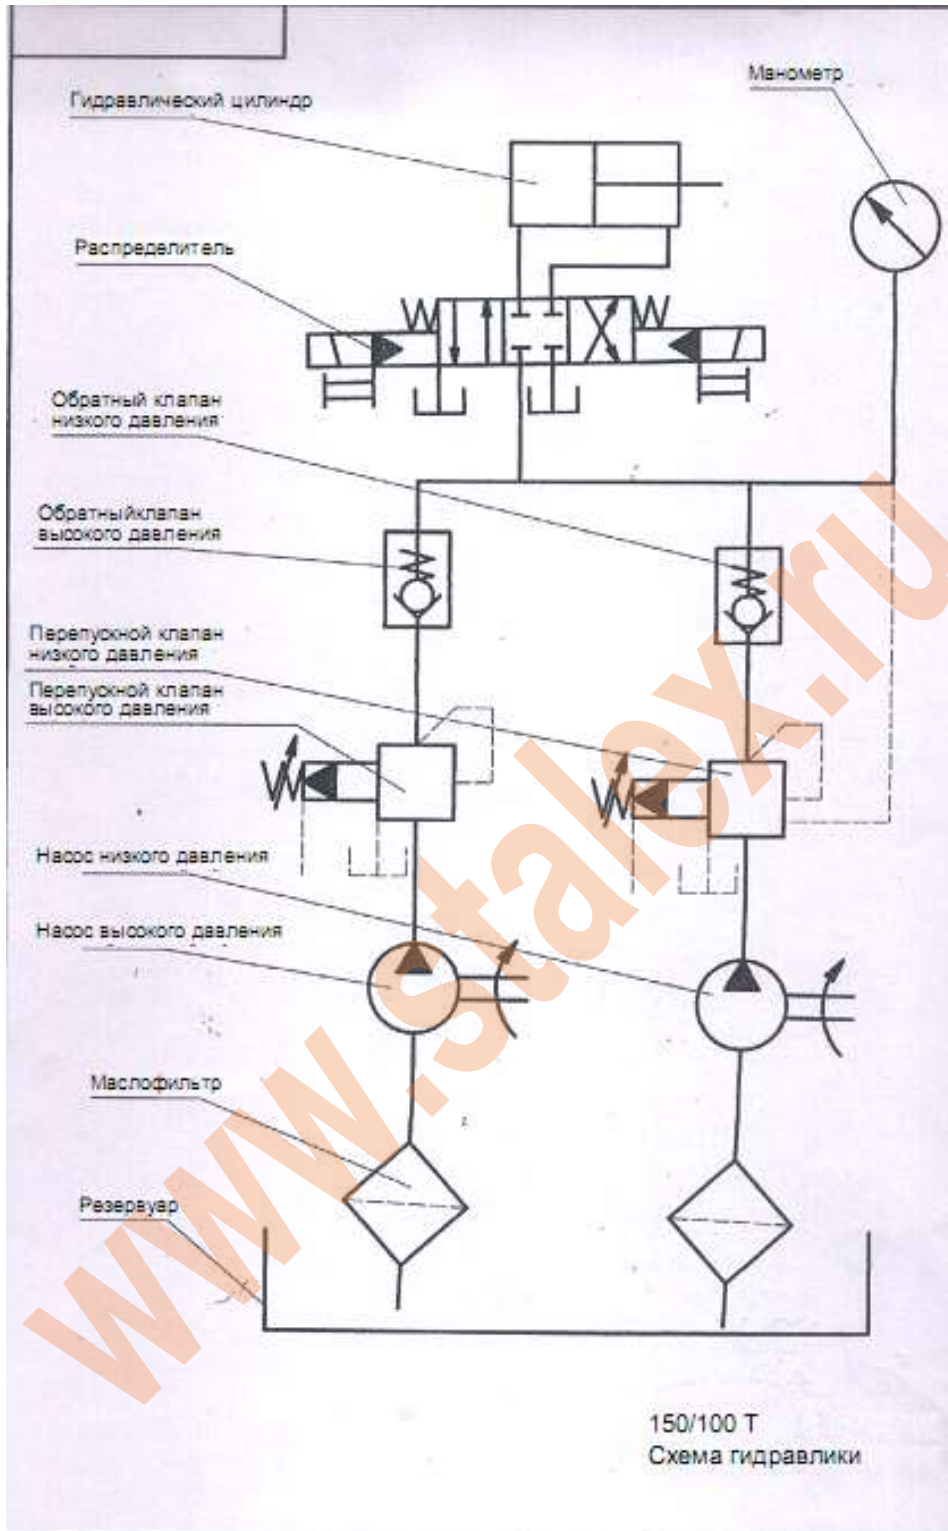 Манометр
Гидравлический цилиндр
Распределитель
Обратный клапан
низкого давления
Обратныйклапан
высокого давления
Перепускной клапан
низкого давления
Перепускной клапан
высокого давления
Насос низкого давления
Насос высокого давления
Маслофильтр
Резервуар
150/100 Т
Схема гидравлики
www.stalex.ru